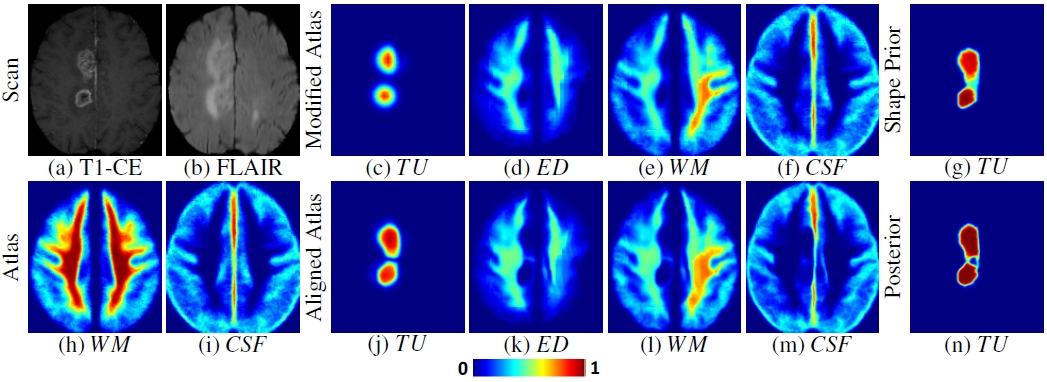 Scan
(a) T1-CE
(b) FLAIR
Modified Atlas
(c) TU
(d) ED
(e) WM
(f) CSF
Shape Prior
(g) TU
Atlas
(h) WM
(i) CSF
Aligned Atlas
(j) TU
(k) ED
(l) WM
(m) CSF
Posterior
(n) TU
0 1